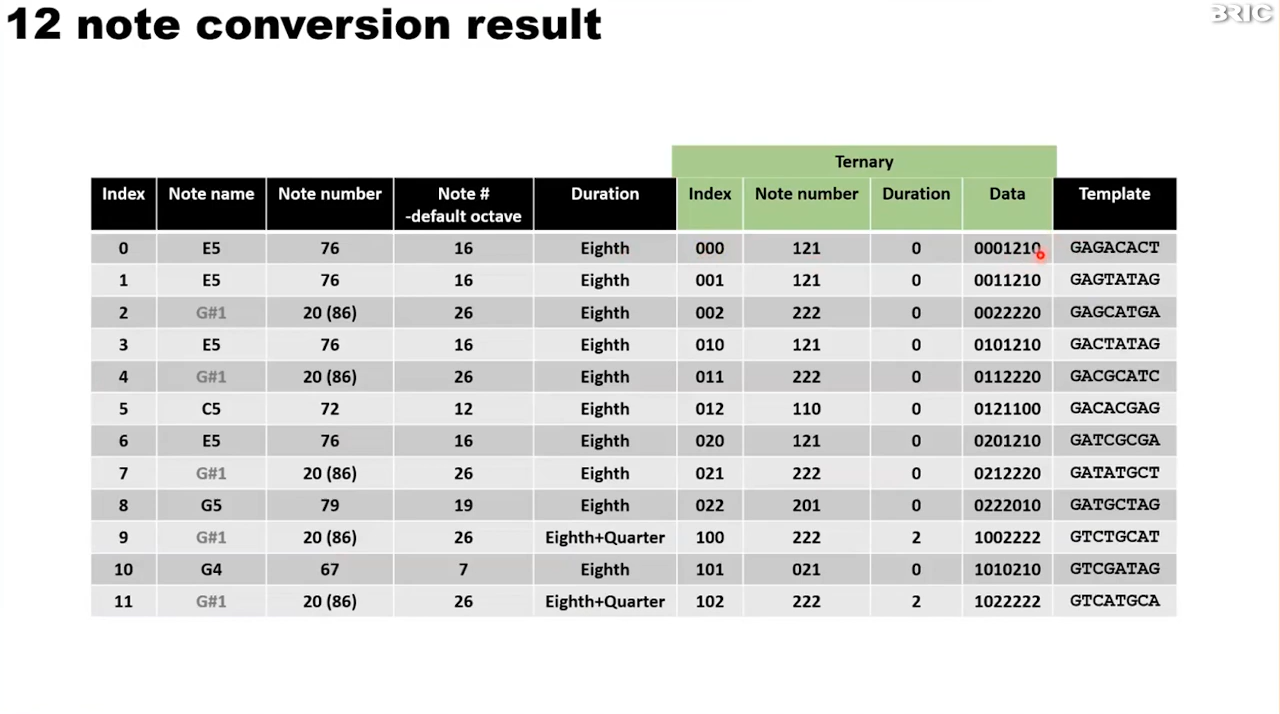 12 note conversion result
BRIC
Ternary
Index Note name Note number Note # Duration Index Note number Duration Data Template
-default octave
0 E5 76 16 Eighth 000 121 0 0001210 GAGACACT
1 E5 76 16 Eighth 001 121 0 0011210 GAGTATAG
2 G#1 20 (86) 26 Eighth 002 222 0 0022220 GAGCATGA
3 E5 76 16 Eighth 010 121 0 0101210 GACTATAG
4 G#1 20 (86) 26 Eighth 011 222 0 0112220 GACGCATC
5 C5 72 12 Eighth 012 110 0 0121100 GACACGAG
6 E5 76 16 Eighth 020 121 0 0201210 GATCGCGA
7 G#1 20 (86) 26 Eighth 021 222 0 0212220 GATATGCT
8 G5 79 19 Eighth 022 201 0 0222010 GATGCTAG
9 G#1 20 (86) 26 Eighth+Quarter 100 222 2 1002222 GTCTGCAT
10 G4 67 7 Eighth 101 021 0 1010210 GTCGATAG
11 G#1 20 (86) 26 Eighth+Quarter 102 222 2 1022222 GTCATGCA